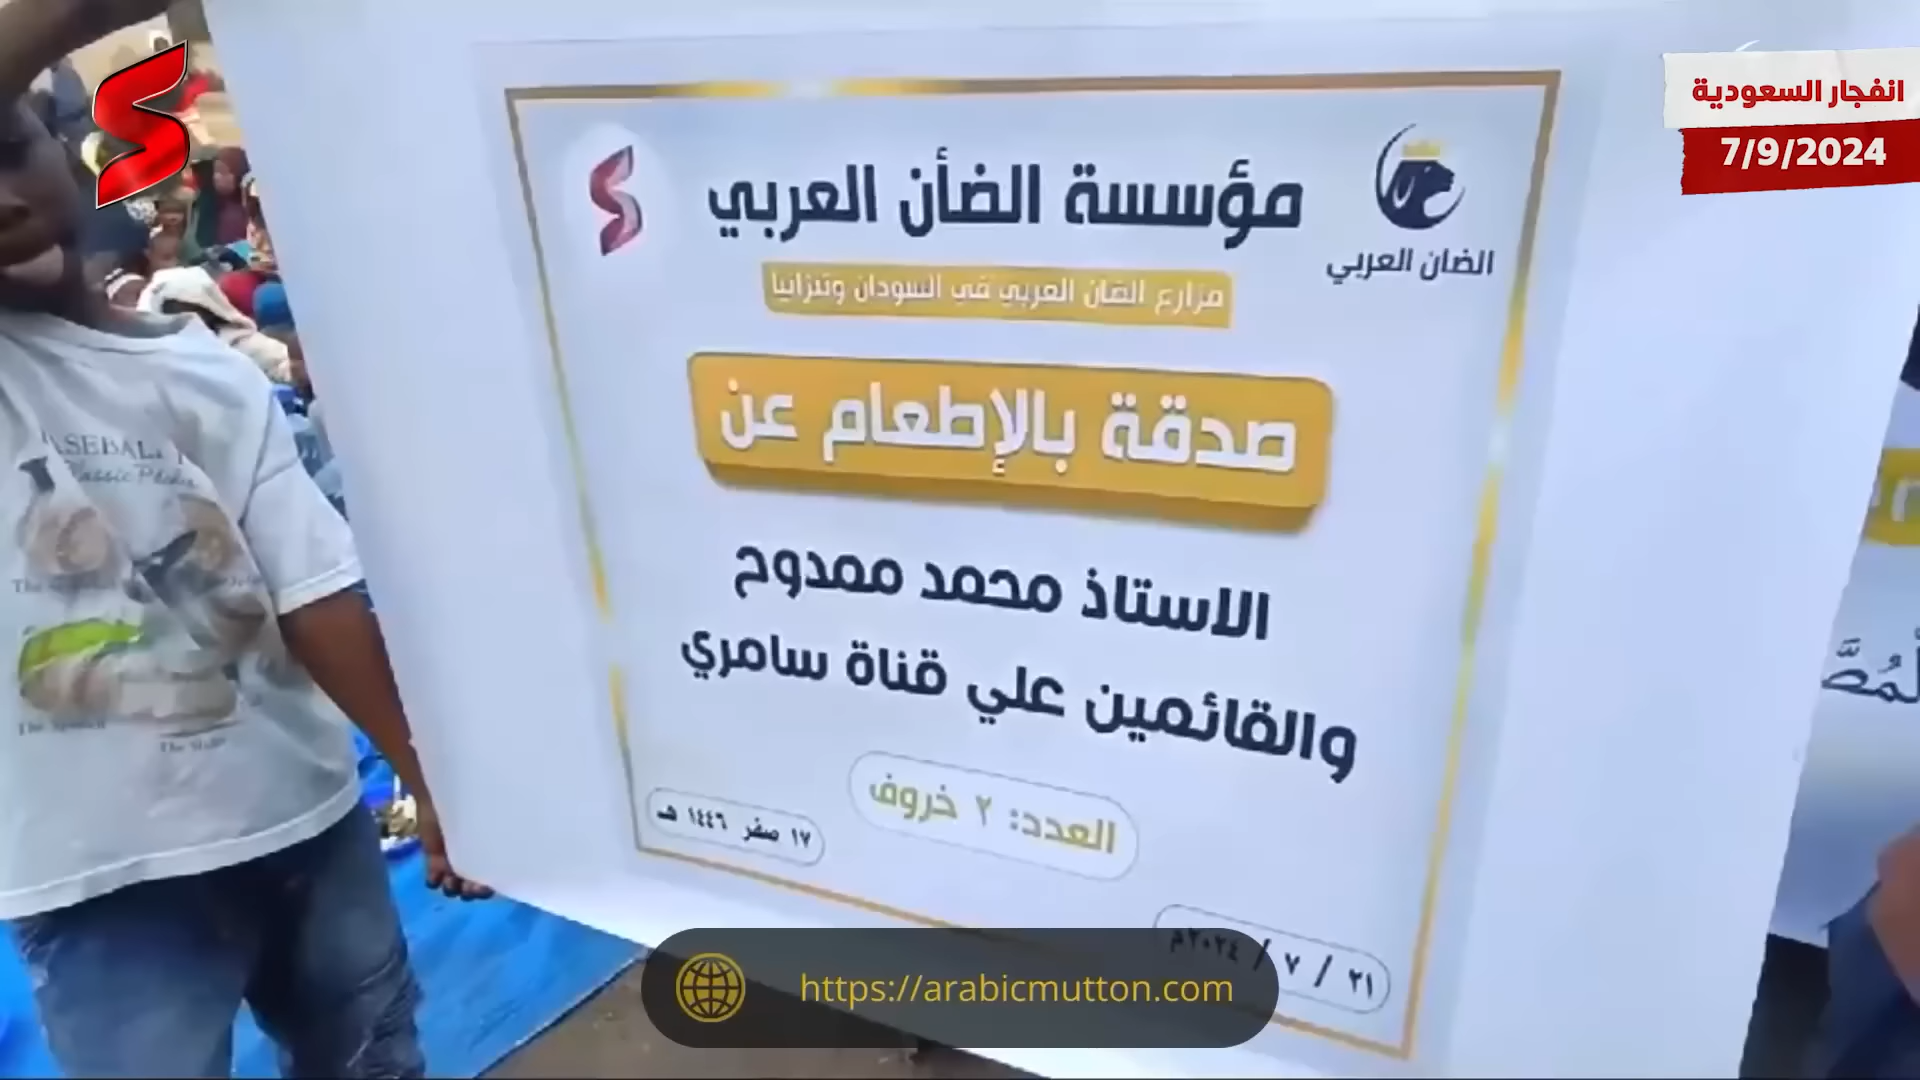 انفجار السعودية
7/9/2024
مؤسسة الضأن العربي
الضان العربي
مزارع الضان العربي في السودان وتنزانيا
صدقة بالإطعام عن
الاستاذ محمد ممدوح
والقائمين علي قناة سامري
العدد: ٢ خروف
١٧ صفر ١٤٤٦ هـ
٢١ / ٧ / ٢٠٢٤م
https://arabicmutton.com